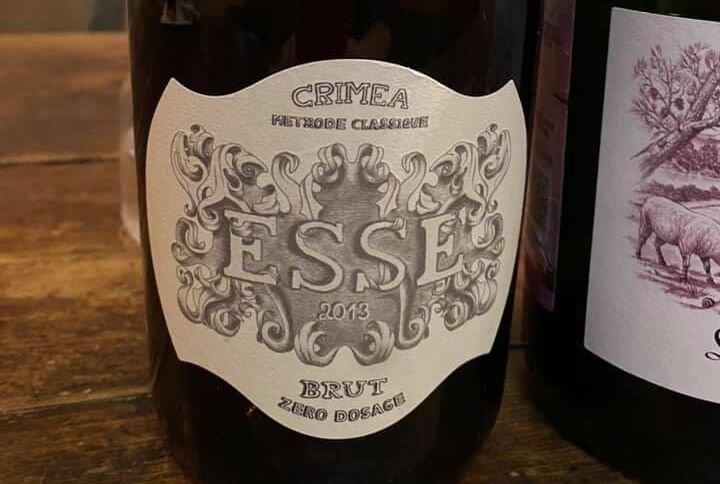 CRIMEA
METHODE CLASSIQUE
ESSE
2013
BRUT
ZERO DOSAGE